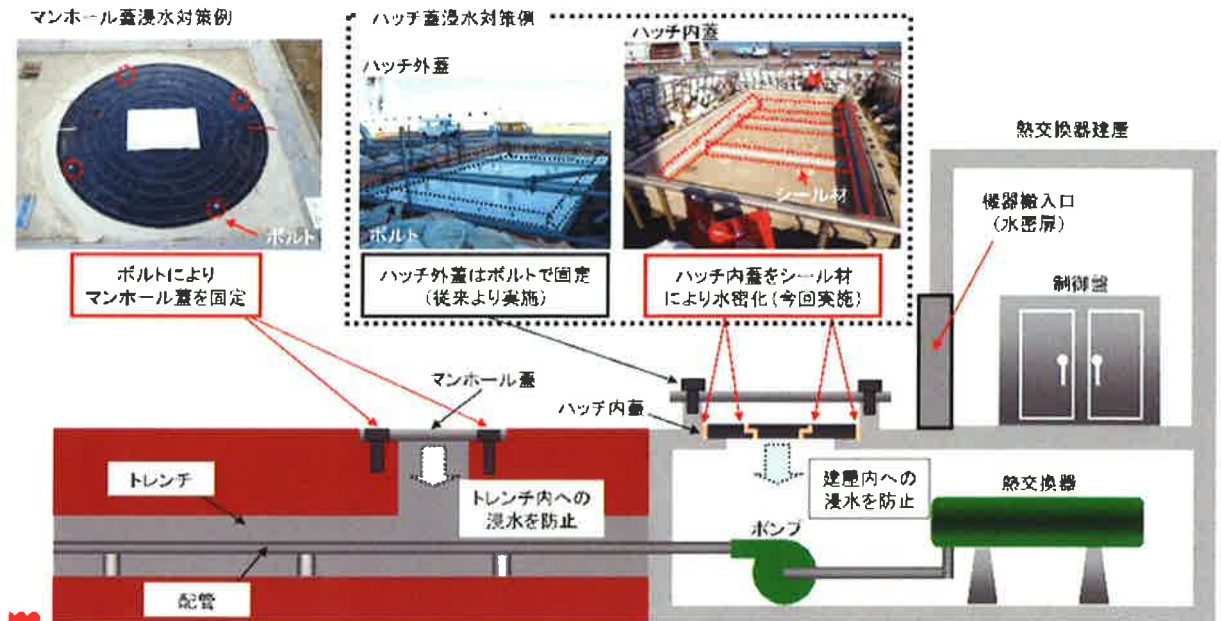 マンホール蓋浸水対策例
ハッチ蓋浸水対策例
ハッチ外蓋
ハッチ内蓋
ボルト
ボルト
シール材
ボルトにより
マンホール蓋を固定
ハッチ外蓋はボルトで固定
(従来より実施)
ハッチ内蓋をシール材
により水密化(今回実施)
熱交換器建屋
機器搬入口
(水密扉)
制御盤
マンホール蓋
ハッチ内蓋
トレンチ
トレンチ内への
浸水を防止
建屋内への
浸水を防止
熱交換器
ポンプ
配管